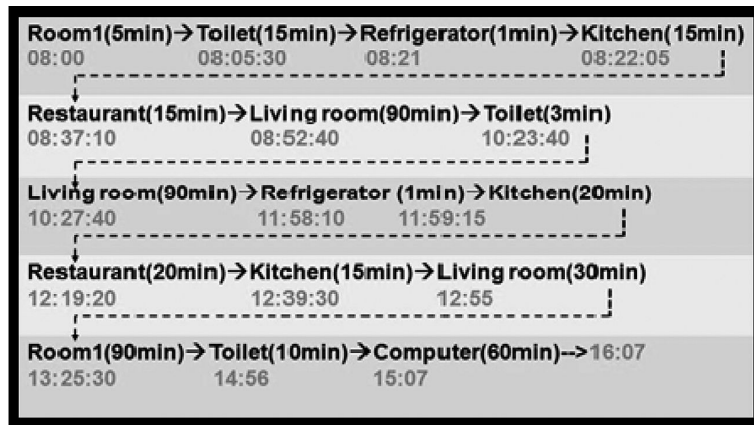 Room1(5min)→Toilet(15min)→Refrigerator(1min)→Kitchen(15min)
08:00 08:05:30 08:21 08:22:05
Restaurant(15min)→Living room(90min)→Toilet(3min)
08:37:10 08:52:40 10:23:40
Living room(90min)→Refrigerator (1min)→Kitchen(20min)
10:27:40 11:58:10 11:59:15
Restaurant(20min)→Kitchen(15min)→Living room(30min)
12:19:20 12:39:30 12:55
Room1(90min)→Toilet(10min)→Computer(60min)-->16:07
13:25:30 14:56 15:07